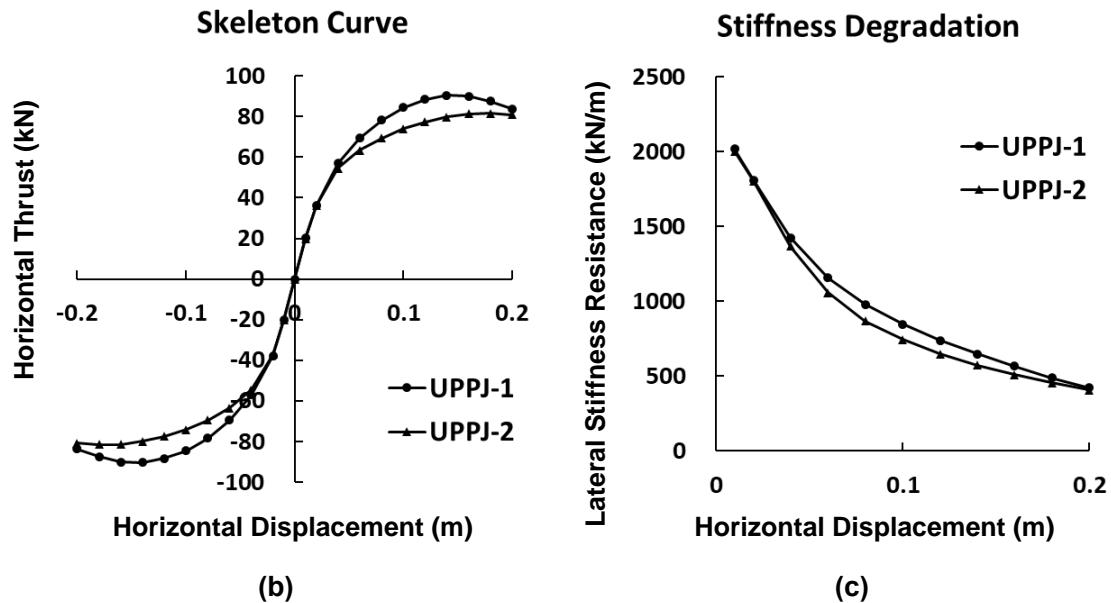 Skeleton Curve
Horizontal Thrust (kN)
100
80
60
40
20
0
-20
-40
-60
-80
-100
-0.2
-0.1
0
0.1
0.2
UPPJ-1
UPPJ-2
Horizontal Displacement (m)
(b)
Stiffness Degradation
Lateral Stiffness Resistance (kN/m)
2500
2000
1500
1000
500
0
0
0.1
0.2
UPPJ-1
UPPJ-2
Horizontal Displacement (m)
(c)